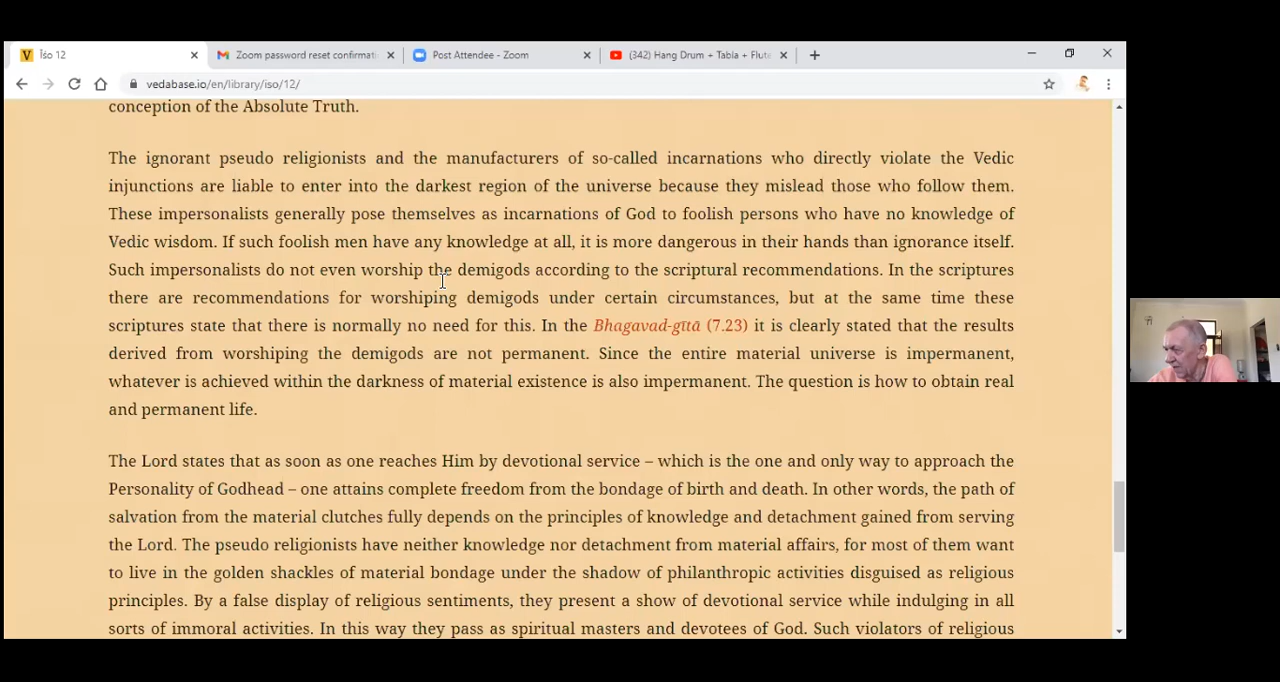 Īśo 12
Zoom password reset confirmati
Post Attendee - Zoom
(342) Hang Drum + Tabla + Flut
vedabase.io/en/library/iso/12/
conception of the Absolute Truth.
The ignorant pseudo religionists and the manufacturers of so-called incarnations who directly violate the Vedic
injunctions are liable to enter into the darkest region of the universe because they mislead those who follow them.
These impersonalists generally pose themselves as incarnations of God to foolish persons who have no knowledge of
Vedic wisdom. If such foolish men have any knowledge at all, it is more dangerous in their hands than ignorance itself.
Such impersonalists do not even worship the demigods according to the scriptural recommendations. In the scriptures
there are recommendations for worshiping demigods under certain circumstances, but at the same time these
scriptures state that there is normally no need for this. In the Bhagavad-gītā (7.23) it is clearly stated that the results
derived from worshiping the demigods are not permanent. Since the entire material universe is impermanent,
whatever is achieved within the darkness of material existence is also impermanent. The question is how to obtain real
and permanent life.
The Lord states that as soon as one reaches Him by devotional service – which is the one and only way to approach the
Personality of Godhead – one attains complete freedom from the bondage of birth and death. In other words, the path of
salvation from the material clutches fully depends on the principles of knowledge and detachment gained from serving
the Lord. The pseudo religionists have neither knowledge nor detachment from material affairs, for most of them want
to live in the golden shackles of material bondage under the shadow of philanthropic activities disguised as religious
principles. By a false display of religious sentiments, they present a show of devotional service while indulging in all
sorts of immoral activities. In this way they pass as spiritual masters and devotees of God. Such violators of religious